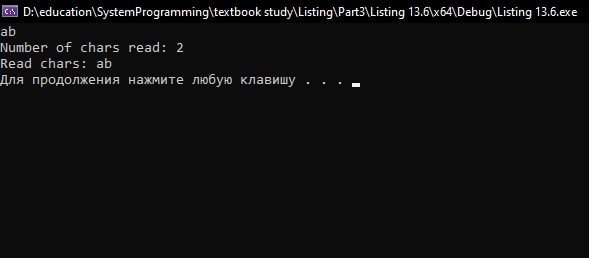 D:\education\SystemProgramming\textbook study\Listing\Part3\Listing 13.6\x64\Debug\Listing 13.6.exe
ab
Number of chars read: 2
Read chars: ab
Для продолжения нажмите любую клавишу . . .